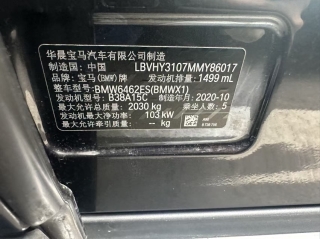 华晨宝马汽车有限公司制造
制造国：中国 LBVHY3107MMY86017
品牌：宝马(BMW)牌 发动机排量：1499 mL
整车型号：BMW6462ES(BMWX1)
发动机型号：B38A15C 制造年月：2020-10
最大允许总质量：2030 kg 乘坐人数：5
发动机最大净功率：103 kW
最大允许牵引质量：-- kg